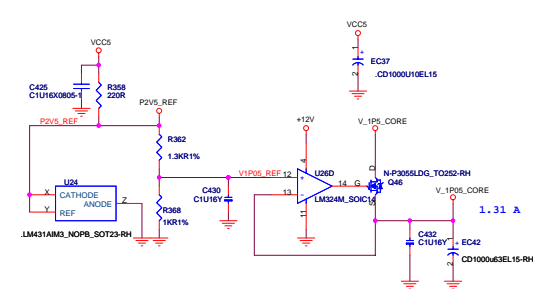 VCC5
VCC5
1
+
EC37
2
.CD1000U10EL15
C425
C1U16X0805-1
R358
220R
P2V5_REF
P2V5_REF
+12V
V_1P5_CORE
R362
1.3KR1%
4
D
V1P05_REF
12
+
U26D
14
G
N-P3055LDG_TO252-RH
Q46
U24
X
CATHODE
ANODE
Z
Y
REF
C430
C1U16Y
13
-
LM324M_SOIC14
S
V_1P05_CORE
R368
1KR1%
11
1.31 A
.LM431AIM3_NOPB_SOT23-RH
C432
C1U16Y
1
+
EC42
2
CD1000u63EL15-RH